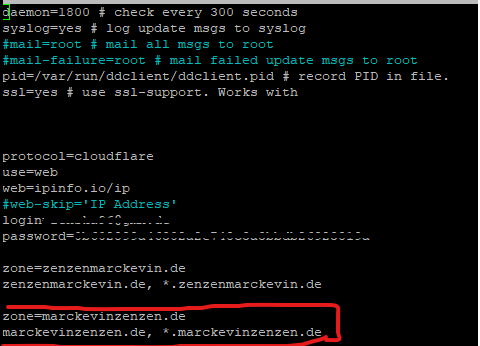 daemon=1800 # check every 300 seconds
syslog=yes # log update msgs to syslog
#mail=root # mail all msgs to root
#mail-failure=root # mail failed update msgs to root
pid=/var/run/ddclient/ddclient.pid # record PID in file.
ssl=yes # use ssl-support. Works with
protocol=cloudflare
use=web
web=ipinfo.io/ip
#web-skip='IP Address'
login
password=
zone=zenzenmarckevin.de
zenzenmarckevin.de, *.zenzenmarckevin.de
zone=marckevinzenzen.de
marckevinzenzen.de, *.marckevinzenzen.de